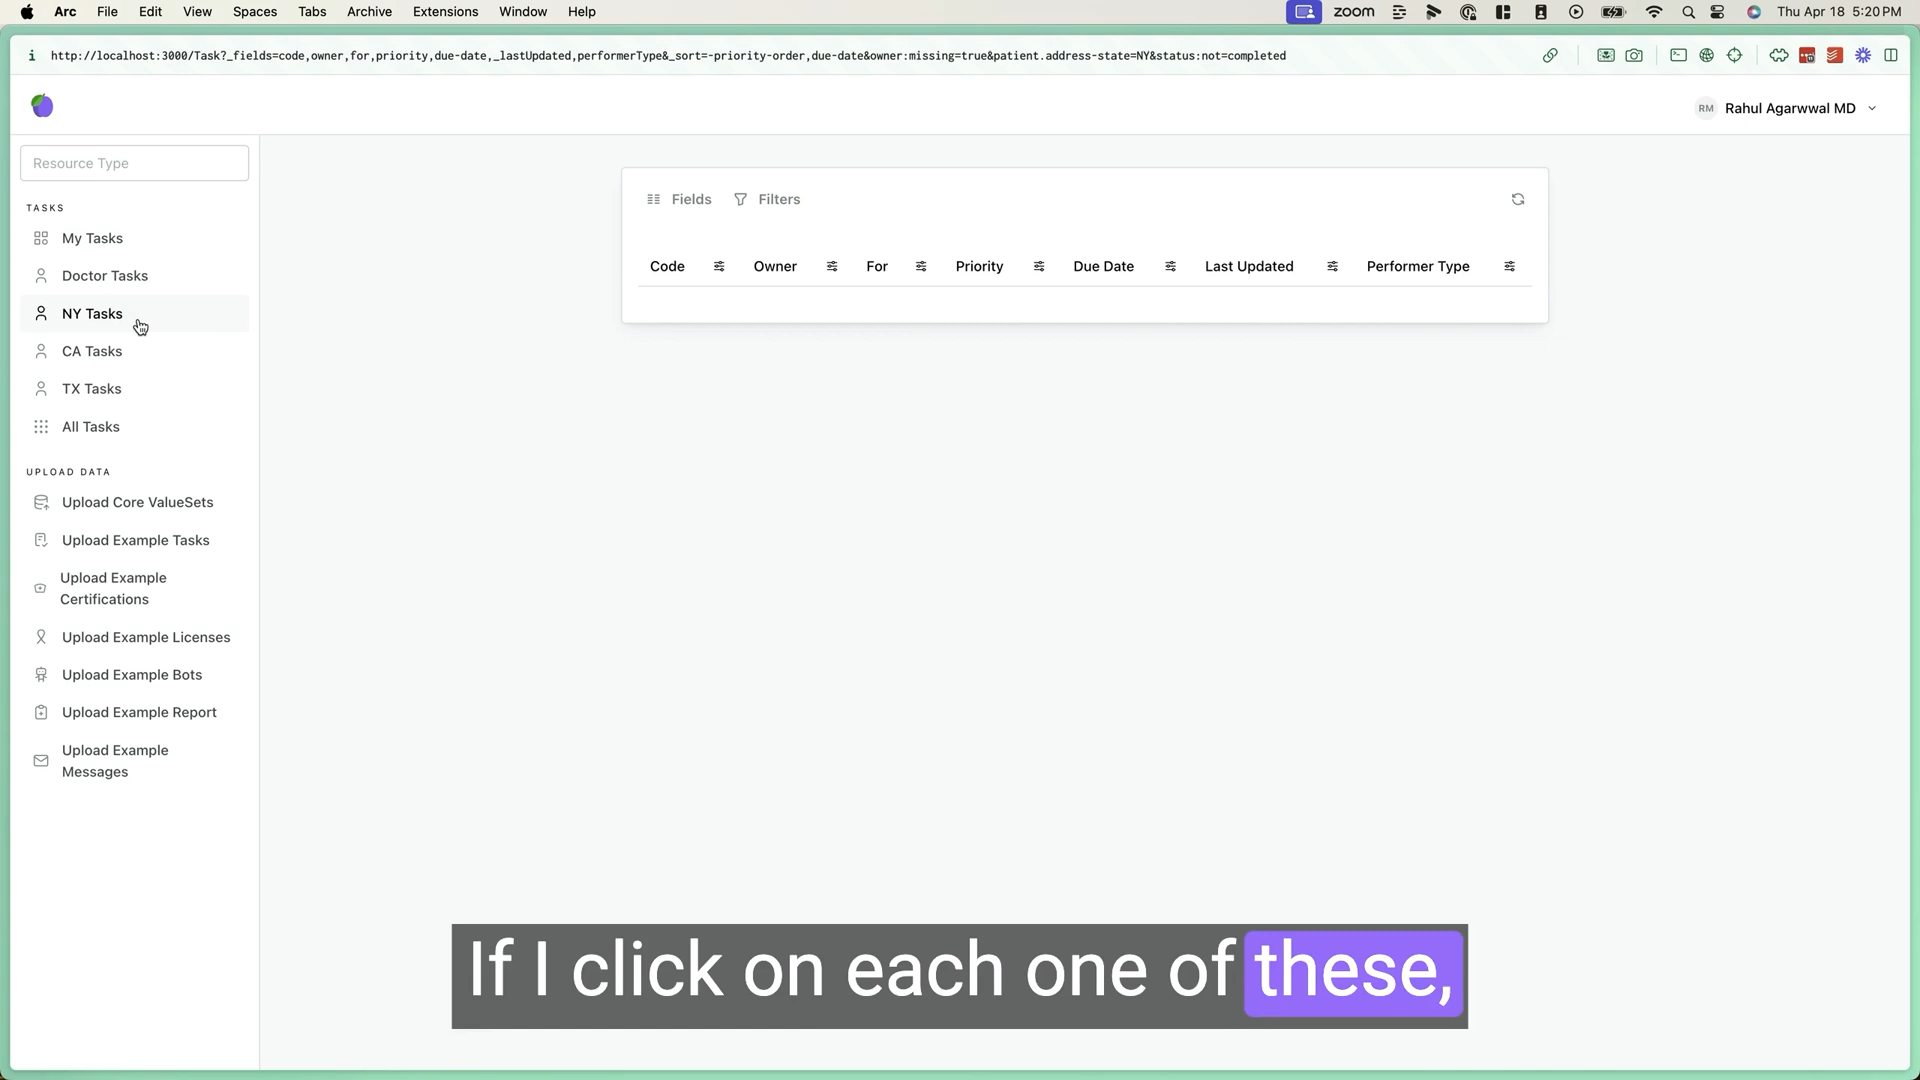 Arc File Edit View Spaces Tabs Archive Extensions Window Help zoom Thu Apr 18 5:20 PM
http://localhost:3000/Task?_fields=code,owner,for,priority,due-date,_lastUpdated,performerType&_sort=-priority-order,due-date&owner:missing=true&patient.address-state=NY&status:not=completed
RM Rahul Agarwwal MD
Resource Type
TASKS
My Tasks
Doctor Tasks
NY Tasks
CA Tasks
TX Tasks
All Tasks
UPLOAD DATA
Upload Core ValueSets
Upload Example Tasks
Upload Example
Certifications
Upload Example Licenses
Upload Example Bots
Upload Example Report
Upload Example
Messages
Fields Filters
Code Owner For Priority Due Date Last Updated Performer Type
If I click on each one of these,